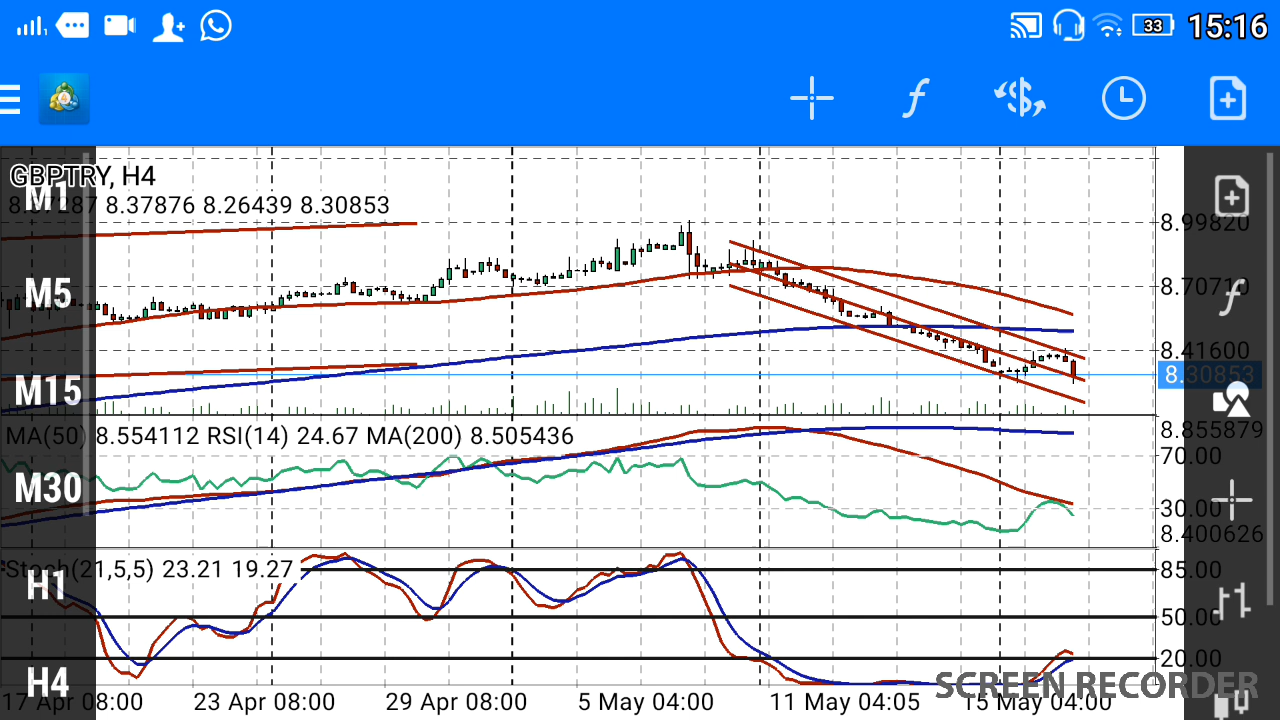 33 15:16
GBPTRY, H4
8.37876 8.26439 8.30853
M1
M5
M15
M30
H1
H4
8.99820
8.41600
8.30853
MA(50) 8.554112 RSI(14) 24.67 MA(200) 8.505436
8.855879
70.00
30.00
8.400626
Stoch(21,5,5) 23.21 19.27
85.00
50.00
20.00
SCREEN RECORDER
17 Apr 08:00 23 Apr 08:00 29 Apr 08:00 5 May 04:00 11 May 04:05 15 May 04:00